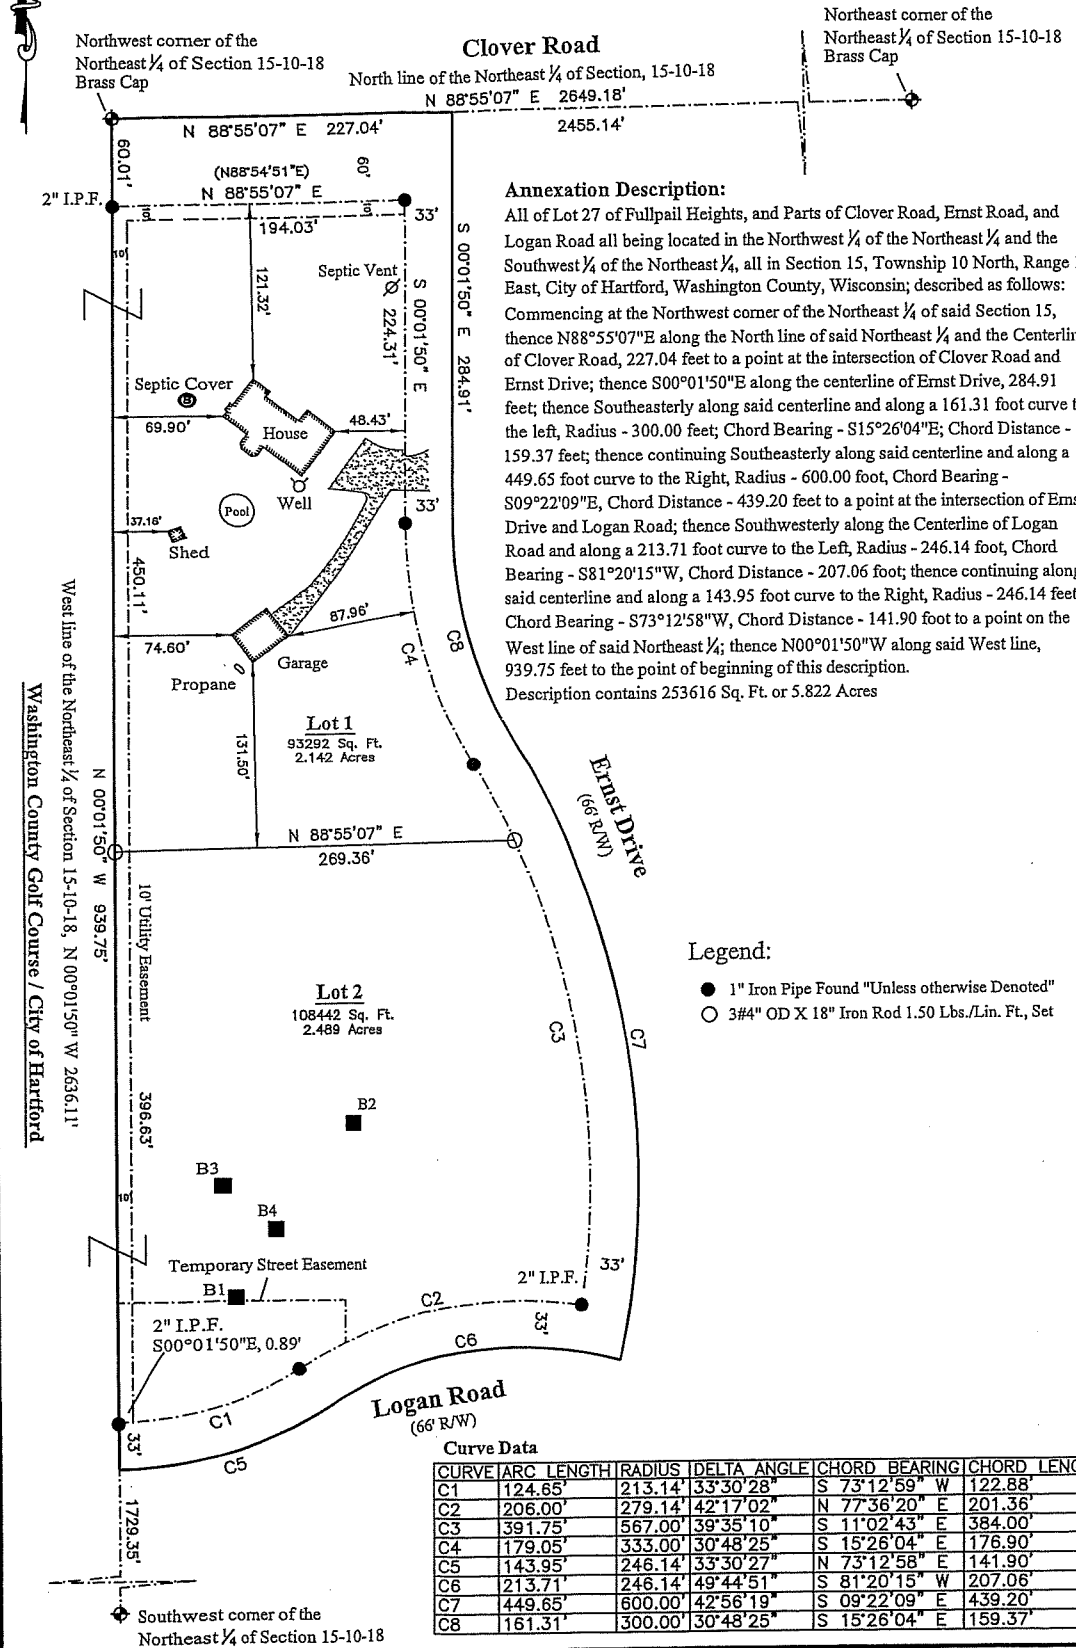 Northwest corner of the
Northeast ¼ of Section 15-10-18
Brass Cap
Clover Road
North line of the Northeast ¼ of Section, 15-10-18
N 88°55'07" E 2649.18'
2455.14'
Northeast corner of the
Northeast ¼ of Section 15-10-18
Brass Cap
N 88°55'07" E 227.04'
60.01'
(N88°54'51"E)
N 88°55'07" E
60'
2" I.P.F.
10
10
33'
194.03'
10'
121.32'
Septic Vent
S 00°01'50" E
224.31'
S 00°01'50" E 284.91'
Septic Cover
B
69.90'
House
48.43'
Well
Pool
33'
37.16'
Shed
450.11'
87.96'
74.60'
Garage
Propane
C4
C8
Lot 1
93292 Sq. Ft.
2.142 Acres
131.50'
N 88°55'07" E
269.36'
Annexation Description:
All of Lot 27 of Fullpail Heights, and Parts of Clover Road, Ernst Road, and
Logan Road all being located in the Northwest ¼ of the Northeast ¼ and the
Southwest ¼ of the Northeast ¼, all in Section 15, Township 10 North, Range
East, City of Hartford, Washington County, Wisconsin; described as follows:
Commencing at the Northwest corner of the Northeast ¼ of said Section 15,
thence N88°55'07"E along the North line of said Northeast ¼ and the Centerlin
of Clover Road, 227.04 feet to a point at the intersection of Clover Road and
Ernst Drive; thence S00°01'50"E along the centerline of Ernst Drive, 284.91
feet; thence Southeasterly along said centerline and along a 161.31 foot curve t
the left, Radius - 300.00 feet; Chord Bearing - S15°26'04"E; Chord Distance -
159.37 feet; thence continuing Southeasterly along said centerline and along a
449.65 foot curve to the Right, Radius - 600.00 foot, Chord Bearing -
S09°22'09"E, Chord Distance - 439.20 feet to a point at the intersection of Erns
Drive and Logan Road; thence Southwesterly along the Centerline of Logan
Road and along a 213.71 foot curve to the Left, Radius - 246.14 foot, Chord
Bearing - S81°20'15"W, Chord Distance - 207.06 foot; thence continuing along
said centerline and along a 143.95 foot curve to the Right, Radius - 246.14 feet
Chord Bearing - S73°12'58"W, Chord Distance - 141.90 foot to a point on the
West line of said Northeast ¼; thence N00°01'50"W along said West line,
939.75 feet to the point of beginning of this description.
Description contains 253616 Sq. Ft. or 5.822 Acres
Ernst Drive
(66' R/W)
Washington County Golf Course / City of Hartford
West line of the Northeast ¼ of Section 15-10-18, N 00°01'50" W 2636.11'
N 00°01'50" W 939.75'
10' Utility Easement
396.63'
10'
Lot 2
108442 Sq. Ft.
2.489 Acres
C3
C7
Legend:
1" Iron Pipe Found "Unless otherwise Denoted"
3#4" OD X 18" Iron Rod 1.50 Lbs./Lin. Ft., Set
B2
B3
B4
Temporary Street Easement
B1
2" I.P.F.
33'
33'
C2
C6
2" I.P.F.
S00°01'50"E, 0.89'
C1
C5
33'
Logan Road
(66' R/W)
1729.35'
Southwest corner of the
Northeast ¼ of Section 15-10-18
Curve Data
CURVE ARC LENGTH RADIUS DELTA ANGLE CHORD BEARING CHORD LENG
C1 124.65' 213.14' 33°30'28" S 73°12'59" W 122.88'
C2 206.00' 279.14' 42°17'02" N 77°36'20" E 201.36'
C3 391.75' 567.00' 39°35'10" S 11°02'43" E 384.00'
C4 179.05' 333.00' 30°48'25" S 15°26'04" E 176.90'
C5 143.95' 246.14' 33°30'27" N 73°12'58" E 141.90'
C6 213.71' 246.14' 49°44'51" S 81°20'15" W 207.06'
C7 449.65' 600.00' 42°56'19" S 09°22'09" E 439.20'
C8 161.31' 300.00' 30°48'25" S 15°26'04" E 159.37'